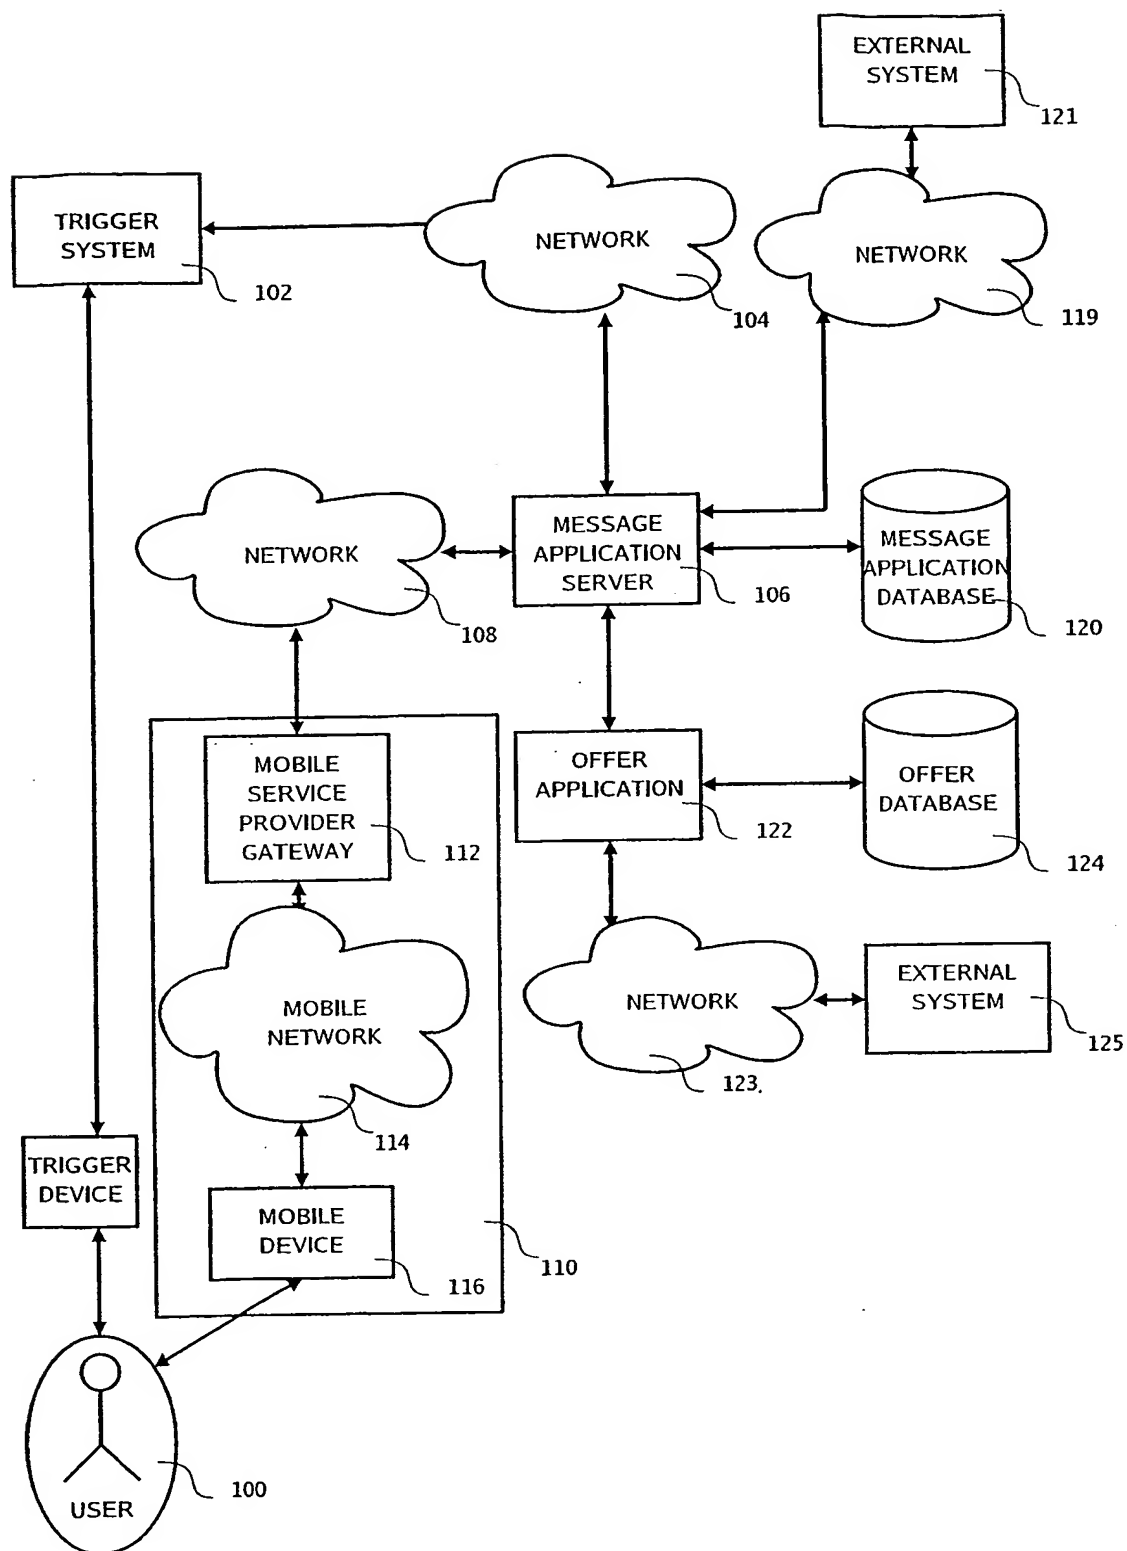 EXTERNAL
SYSTEM
121
TRIGGER
SYSTEM
102
NETWORK
104
NETWORK
119
NETWORK
108
MESSAGE
APPLICATION
SERVER
106
MESSAGE
APPLICATION
DATABASE
120
MOBILE
SERVICE
PROVIDER
GATEWAY
112
OFFER
APPLICATION
122
OFFER
DATABASE
124
MOBILE
NETWORK
114
NETWORK
123.
EXTERNAL
SYSTEM
125
TRIGGER
DEVICE
MOBILE
DEVICE
116
110
USER
100